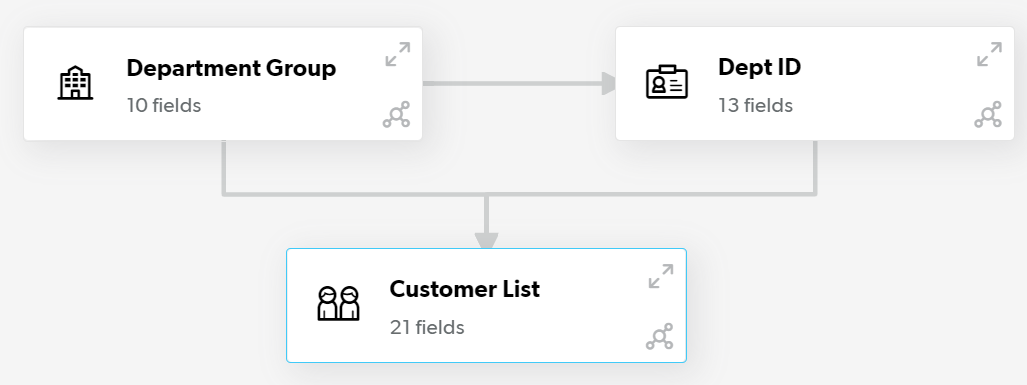 Department Group
10 fields
Dept ID
13 fields
Customer List
21 fields